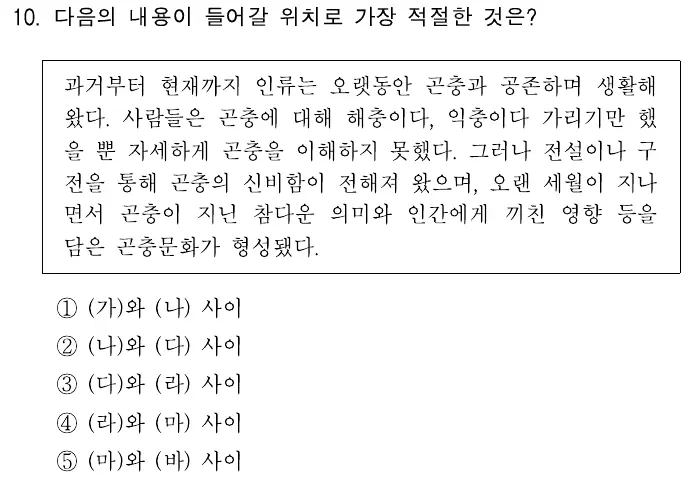 10. 다음의 내용이 들어갈 위치로 가장 적절한 것은?
과거부터 현재까지 인류는 오랫동안 곤충과 공존하며 생활해
왔다. 사람들은 곤충에 대해 해충이다, 익충이다 가리기만 했
을 뿐 자세하게 곤충을 이해하지 못했다. 그러나 전설이나 구
전을 통해 곤충의 신비함이 전해져 왔으며, 오랜 세월이 지나
면서 곤충이 지닌 참다운 의미와 인간에게 끼친 영향 등을
담은 곤충문화가 형성됐다.
① (가)와 (나) 사이
② (나)와 (다) 사이
③ (다)와 (라) 사이
④ (라)와 (마) 사이
⑤ (마)와 (바) 사이